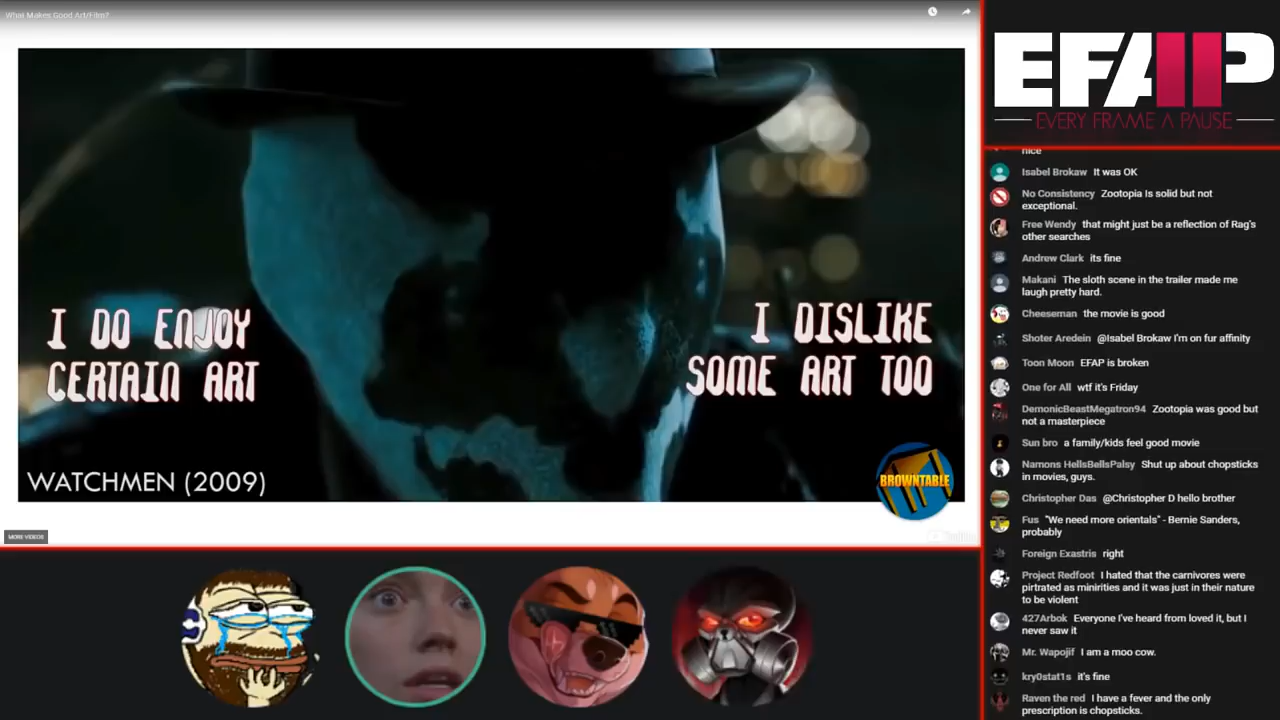 What Makes Good Art/Film?
I DO ENJOY
CERTAIN ART
I DISLIKE
SOME ART TOO
WATCHMEN (2009)
BROWNTABLE
MORE VIDEOS
EFAP
EVERY FRAME A PAUSE
nice
Isabel Brokaw It was OK
No Consistency Zootopia Is solid but not
exceptional.
Free Wendy that might just be a reflection of Rag's
other searches
Andrew Clark its fine
Makani The sloth scene in the trailer made me
laugh pretty hard.
Cheeseman the movie is good
Shoter Aredein @Isabel Brokaw I'm on fur affinity
Toon Moon EFAP is broken
One for All wtf it's Friday
DemonicBeastMegatron94 Zootopia was good but
not a masterpiece
Sun bro a family/kids feel good movie
Namons HellsBellsPalsy Shut up about chopsticks
in movies, guys.
Christopher Das @Christopher D hello brother
Fus "We need more orientals" - Bernie Sanders,
probably
Foreign Exastris right
Project Redfoot I hated that the carnivores were
pirtrated as minirities and it was just in their nature
to be violent
427Arbok Everyone I've heard from loved it, but I
never saw it
Mr. Wapojif I am a moo cow.
kry0stat1s it's fine
Raven the red I have a fever and the only
prescription is chopsticks.